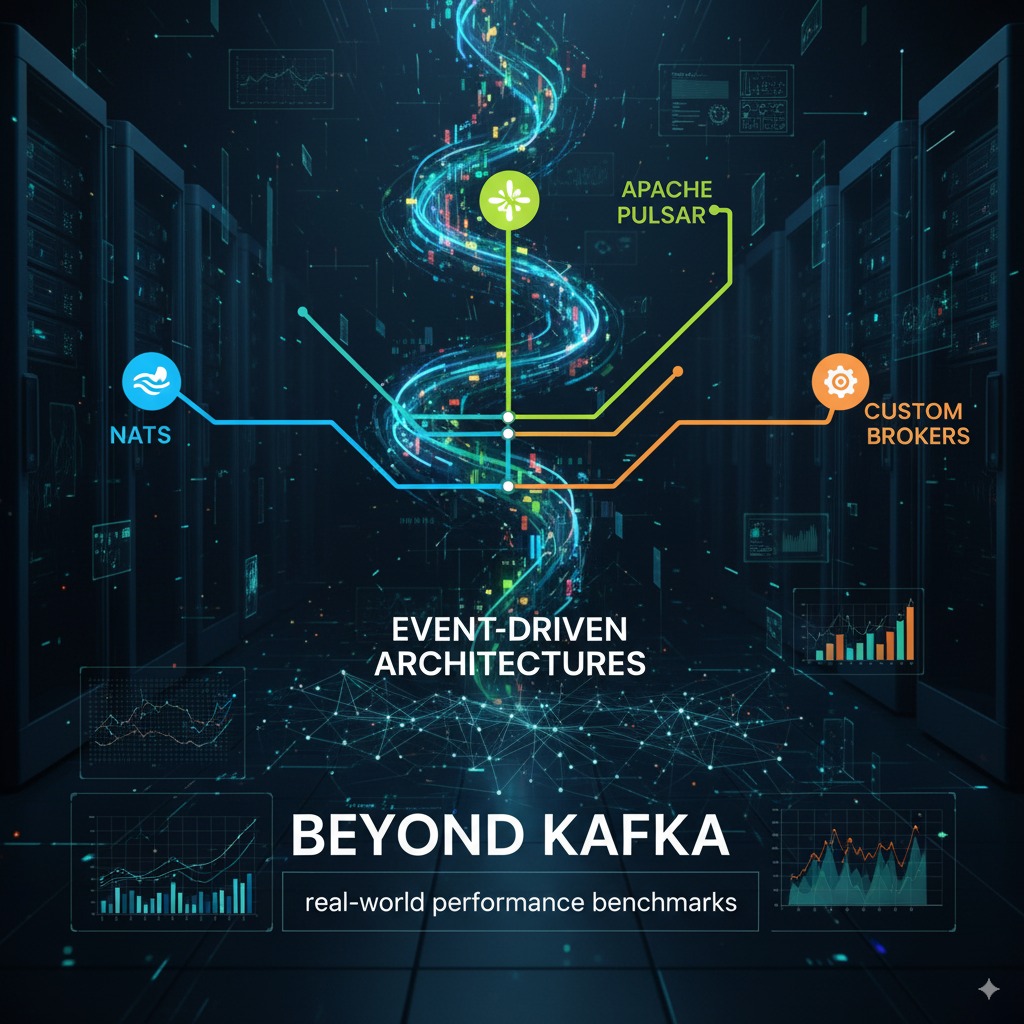 APACHE
PULSAR
NATS
CUSTOM
BROKERS
EVENT-DRIVEN
ARCHITECTURES
BEYOND KAFKA
real-world performance benchmarks